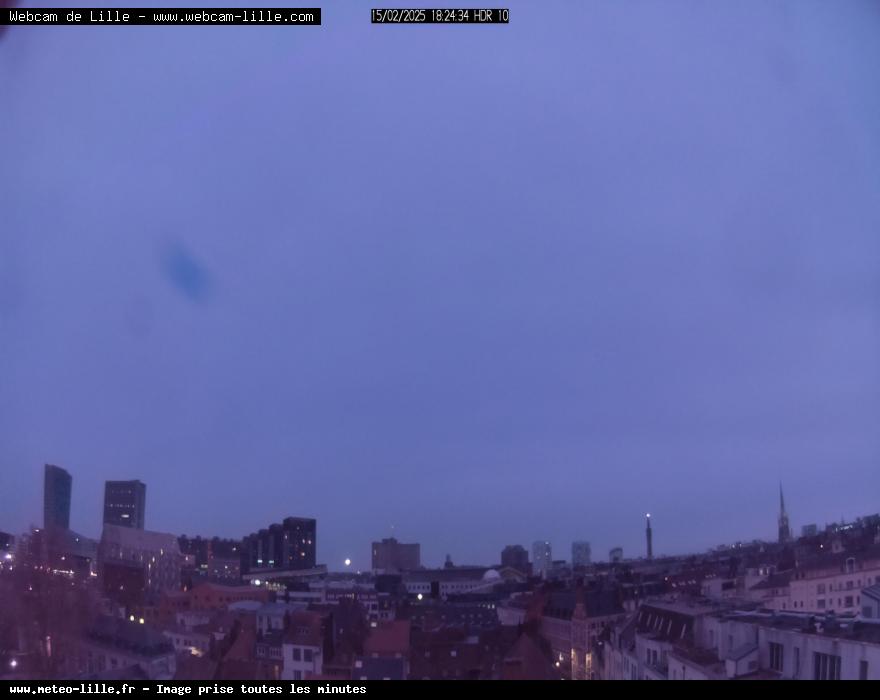 Webcam de Lille - www.webcam-lille.com
15/02/2025 18:24:34 HDR 10
www.meteo-lille.fr - Image prise toutes les minutes